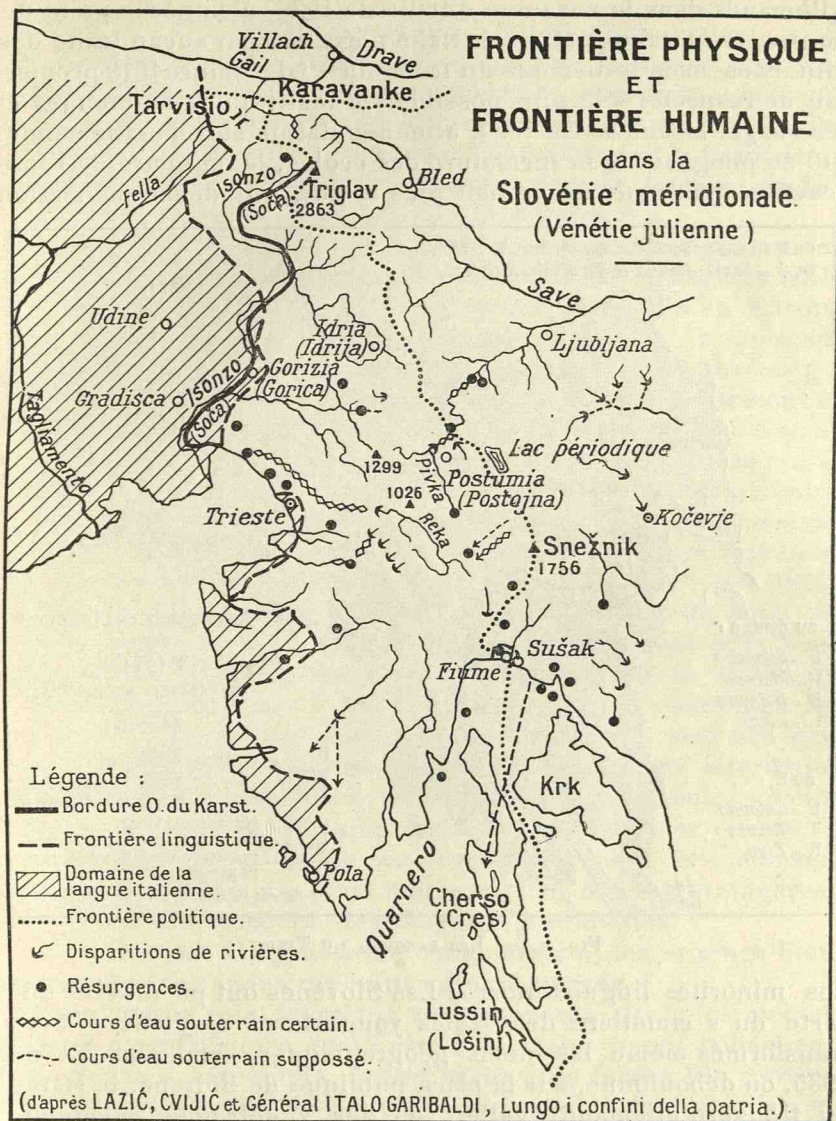 FRONTIÈRE PHYSIQUE
ET
FRONTIÈRE HUMAINE
dans la
Slovénie méridionale.
(Vénétie julienne)
Villach
Gail
Drave
Karavanke
Tarvisio
Fella
Isonzo
(Soča)
Triglav
2863
Bled
Save
Udine
Idria
(Idrija)
Ljubljana
Gorizia
(Gorica)
Gradisca
Isonzo
(Soča)
Tagliamento
1299
Pivka
Lac périodique
Postumia
(Postojna)
1026
Reka
Trieste
Kočevje
Snežnik
1756
Sušak
Fiume
Krk
Pola
Quarnero
Cherso
(Cres)
Lussin
(Lošinj)
Légende :
Bordure O. du Karst.
Frontière linguistique.
Domaine de la
langue italienne.
Frontière politique.
Disparitions de rivières.
Résurgences.
Cours d'eau souterrain certain.
Cours d'eau souterrain suppossé.
(d'après LAZIĆ, CVIJIĆ et Général ITALO GARIBALDI, Lungo i confini della patria.)